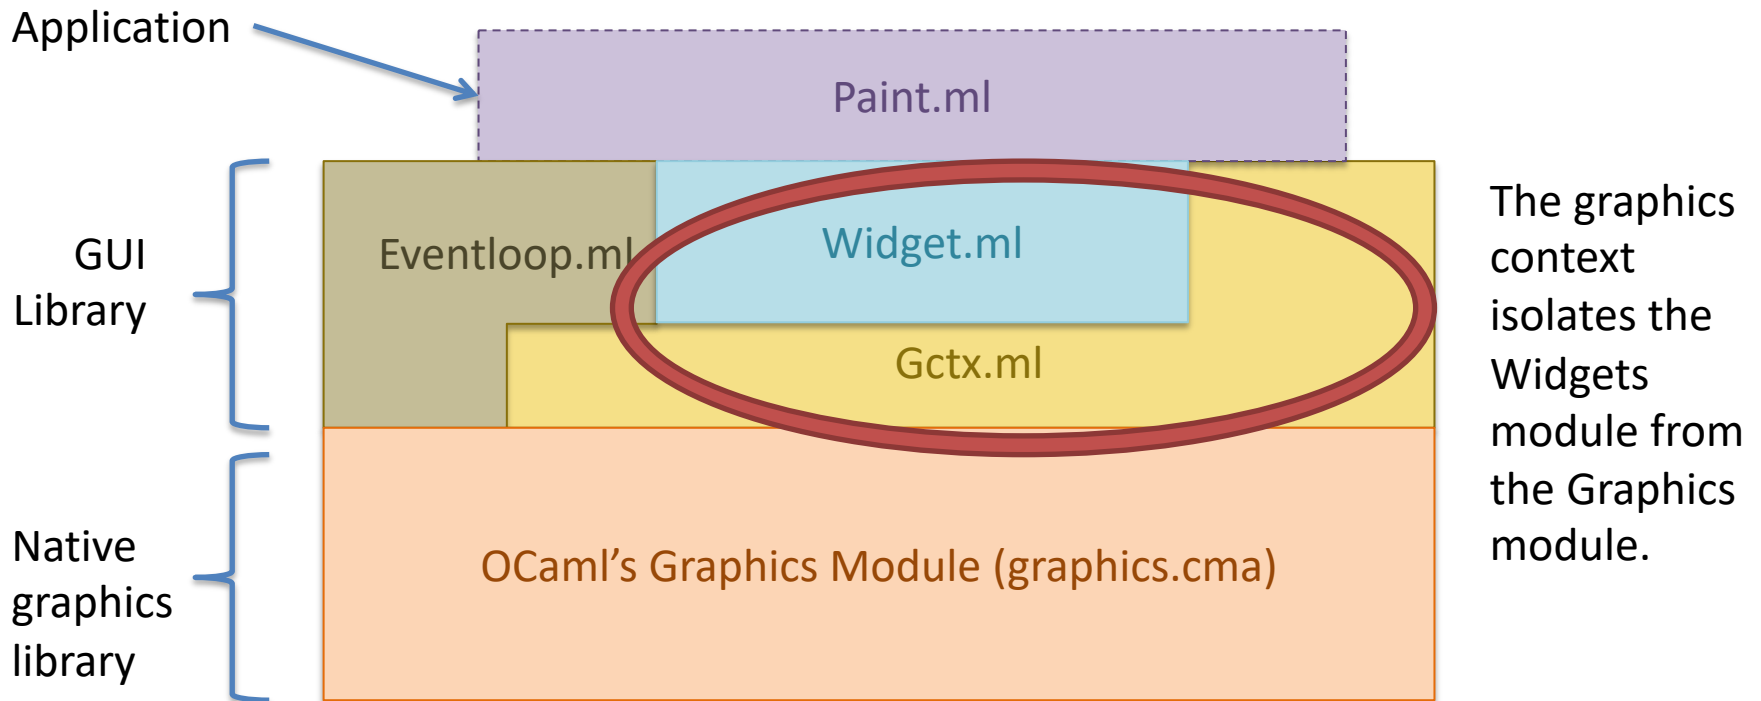 Application
Paint.ml
GUI
Library
Eventloop.ml
Widget.ml
Gctx.ml
The graphics
context
isolates the
Widgets
module from
the Graphics
module.
Native
graphics
library
OCaml’s Graphics Module (graphics.cma)